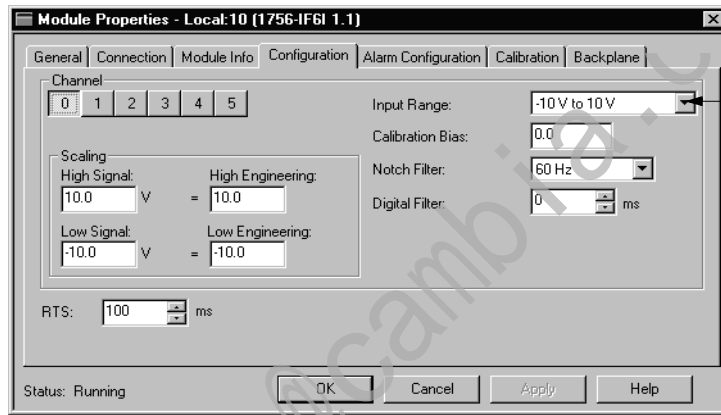 Module Properties - Local:10 (1756-IF6I 1.1)
General Connection Module Info Configuration Alarm Configuration Calibration Backplane
Channel
0 1 2 3 4 5
Input Range: -10 V to 10 V
Calibration Bias: 0.0
Scaling
High Signal: High Engineering:
10.0 V = 10.0
Notch Filter: 60 Hz
Digital Filter: 0 ms
Low Signal: Low Engineering:
-10.0 V = -10.0
RTS: 100 ms
Status: Running OK Cancel Apply Help
@cambia.c